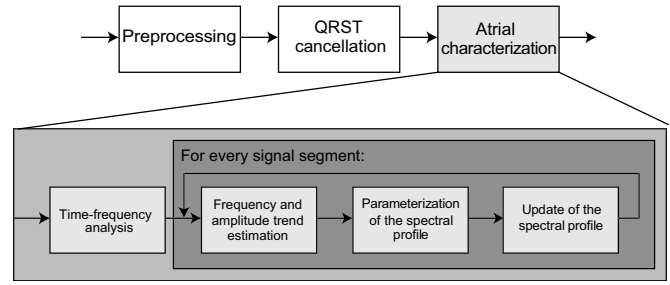 Preprocessing
QRST
cancellation
Atrial
characterization
For every signal segment:
Time-frequency
analysis
Frequency and
amplitude trend
estimation
Parameterization
of the spectral
profile
Update of the
spectral profile